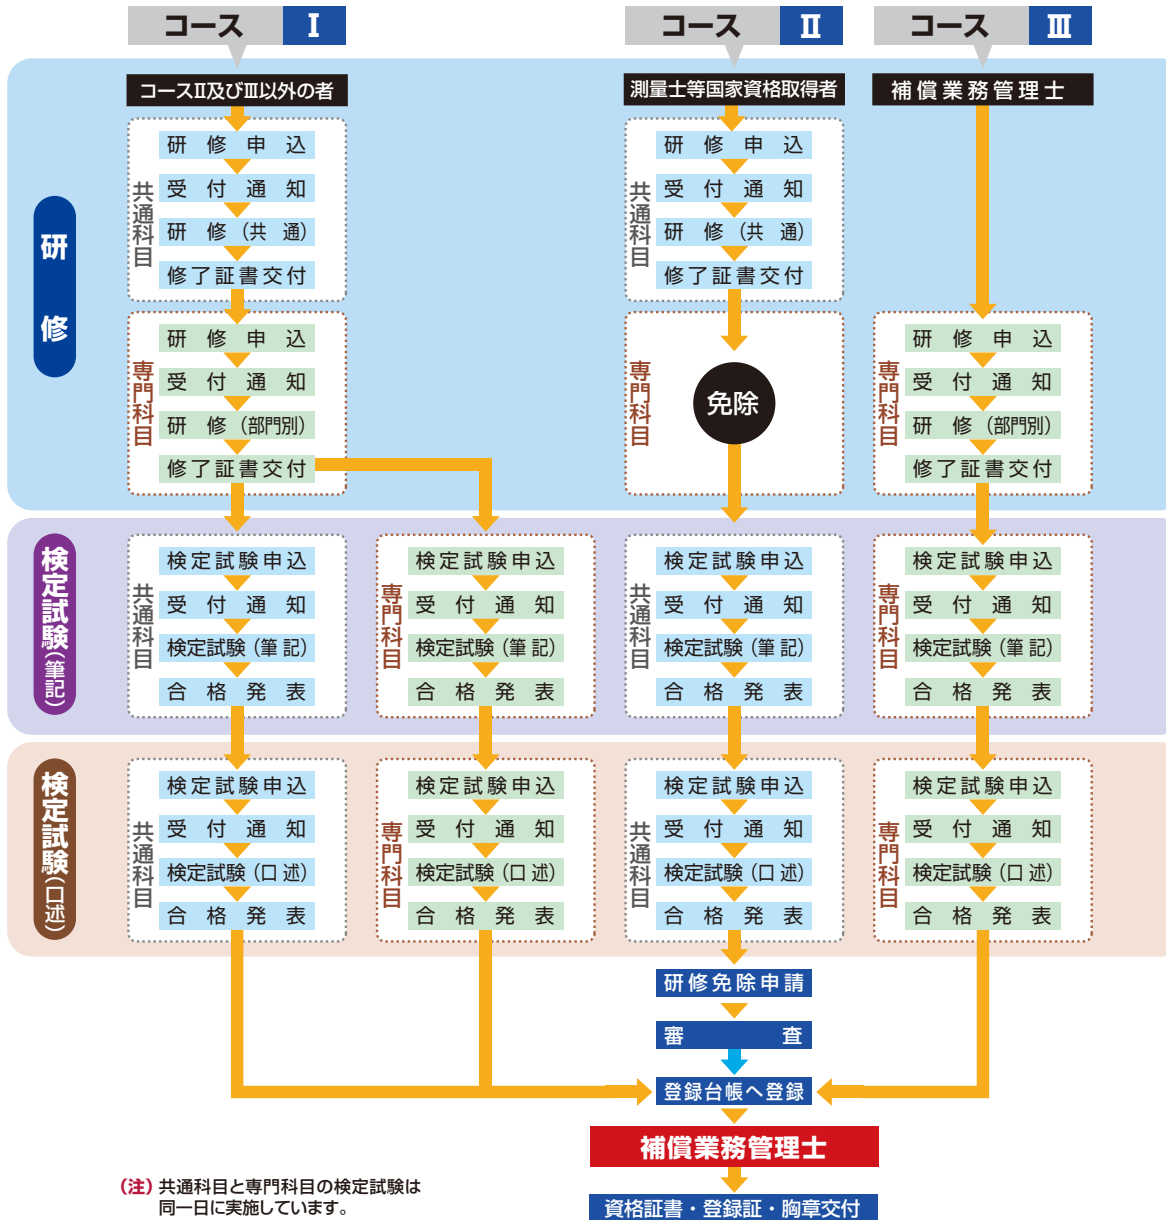 コース Ⅰ
コース Ⅱ
コース Ⅲ
コースⅡ及びⅢ以外の者
測量士等国家資格取得者
補償業務管理士
研修
共通科目
研修申込
受付通知
研修（共通）
修了証書交付
専門科目
研修申込
受付通知
研修（部門別）
修了証書交付
共通科目
研修申込
受付通知
研修（共通）
修了証書交付
専門科目
免除
専門科目
研修申込
受付通知
研修（部門別）
修了証書交付
検定試験（筆記）
共通科目
検定試験申込
受付通知
検定試験（筆記）
合格発表
専門科目
検定試験申込
受付通知
検定試験（筆記）
合格発表
共通科目
検定試験申込
受付通知
検定試験（筆記）
合格発表
専門科目
検定試験申込
受付通知
検定試験（筆記）
合格発表
検定試験（口述）
共通科目
検定試験申込
受付通知
検定試験（口述）
合格発表
専門科目
検定試験申込
受付通知
検定試験（口述）
合格発表
共通科目
検定試験申込
受付通知
検定試験（口述）
合格発表
専門科目
検定試験申込
受付通知
検定試験（口述）
合格発表
研修免除申請
審査
登録台帳へ登録
補償業務管理士
資格証書・登録証・胸章交付
（注）共通科目と専門科目の検定試験は
同一日に実施しています。